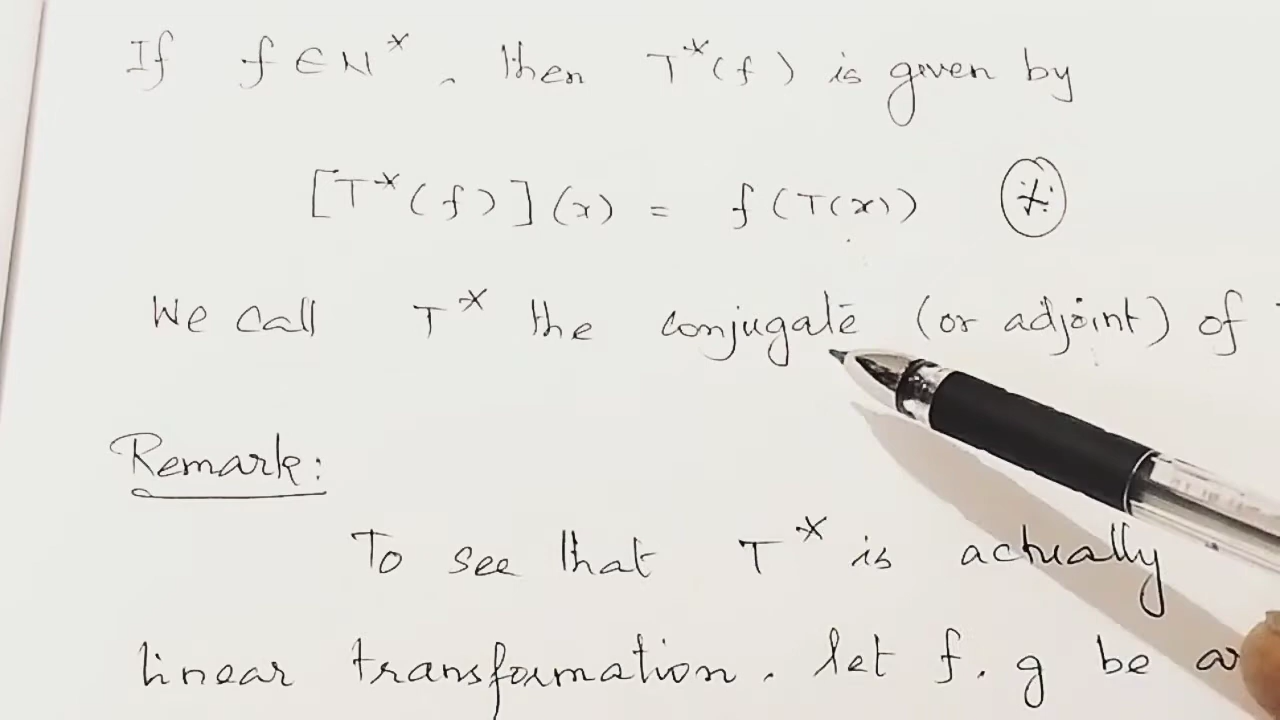 If f ∈ N*, then T*(f) is given by
[T*(f)](x) = f(T(x)) (*)
We call T* the conjugate (or adjoint) of
Remark:
To see that T* is actually
linear transformation. let f, g be